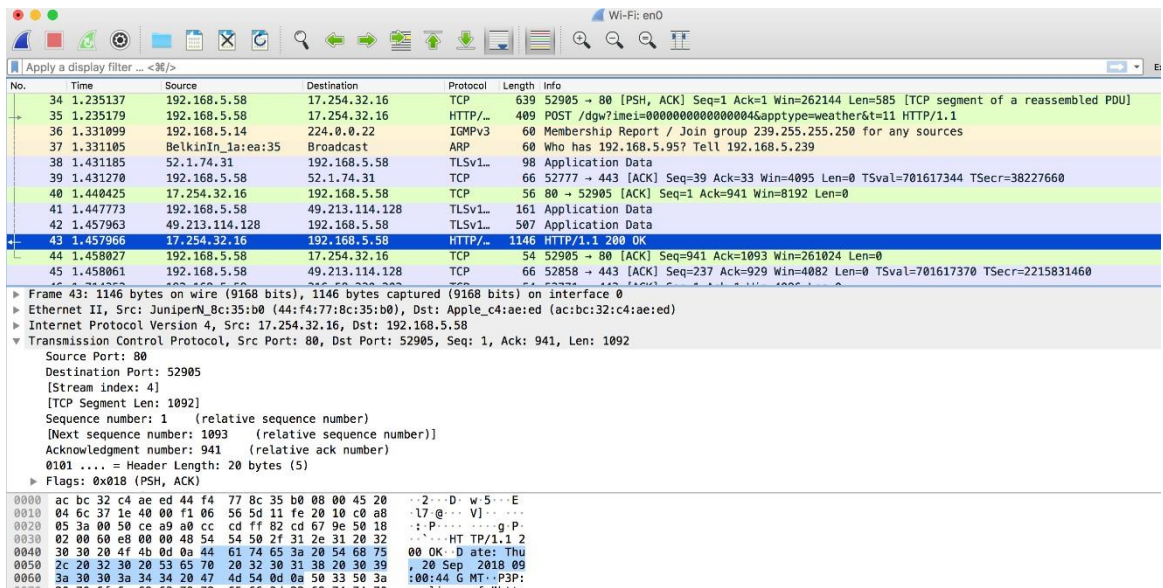 Wi-Fi: en0
Apply a display filter ... <⌘/>
No. Time Source Destination Protocol Length Info
34 1.235137 192.168.5.58 17.254.32.16 TCP 639 52905 → 80 [PSH, ACK] Seq=1 Ack=1 Win=262144 Len=585 [TCP segment of a reassembled PDU]
35 1.235179 192.168.5.58 17.254.32.16 HTTP/… 409 POST /dgw?imei=0000000000000004&apptype=weather&t=11 HTTP/1.1
36 1.331099 192.168.5.14 224.0.0.22 IGMPv3 60 Membership Report / Join group 239.255.255.250 for any sources
37 1.331105 BelkinIn_1a:ea:35 Broadcast ARP 60 Who has 192.168.5.95? Tell 192.168.5.239
38 1.431185 52.1.74.31 192.168.5.58 TLSv1… 98 Application Data
39 1.431270 192.168.5.58 52.1.74.31 TCP 66 52777 → 443 [ACK] Seq=39 Ack=33 Win=4095 Len=0 TSval=701617344 TSecr=38227660
40 1.440425 17.254.32.16 192.168.5.58 TCP 56 80 → 52905 [ACK] Seq=1 Ack=941 Win=8192 Len=0
41 1.447773 192.168.5.58 49.213.114.128 TLSv1… 161 Application Data
42 1.457963 49.213.114.128 192.168.5.58 TLSv1… 507 Application Data
43 1.457966 17.254.32.16 192.168.5.58 HTTP/… 1146 HTTP/1.1 200 OK
44 1.458027 192.168.5.58 17.254.32.16 TCP 54 52905 → 80 [ACK] Seq=941 Ack=1093 Win=261024 Len=0
45 1.458061 192.168.5.58 49.213.114.128 TCP 66 52858 → 443 [ACK] Seq=237 Ack=929 Win=4082 Len=0 TSval=701617370 TSecr=2215831460
Frame 43: 1146 bytes on wire (9168 bits), 1146 bytes captured (9168 bits) on interface 0
Ethernet II, Src: JuniperN_8c:35:b0 (44:f4:77:8c:35:b0), Dst: Apple_c4:ae:ed (ac:bc:32:c4:ae:ed)
Internet Protocol Version 4, Src: 17.254.32.16, Dst: 192.168.5.58
Transmission Control Protocol, Src Port: 80, Dst Port: 52905, Seq: 1, Ack: 941, Len: 1092
Source Port: 80
Destination Port: 52905
[Stream index: 4]
[TCP Segment Len: 1092]
Sequence number: 1 (relative sequence number)
[Next sequence number: 1093 (relative sequence number)]
Acknowledgment number: 941 (relative ack number)
0101 .... = Header Length: 20 bytes (5)
Flags: 0x018 (PSH, ACK)
0000 ac bc 32 c4 ae ed 44 f4 77 8c 35 b0 08 00 45 20 ··2···D· w·5···E
0010 04 6c 37 1e 40 00 f1 06 56 5d 11 fe 20 10 c0 a8 ·l7·@··· V]·· ···
0020 05 3a 00 50 ce a9 a0 cc cd ff 82 cd 67 9e 50 18 ·:·P···· ····g·P·
0030 02 00 60 e8 00 00 48 54 54 50 2f 31 2e 31 20 32 ··`···HT TP/1.1 2
0040 30 30 20 4f 4b 0d 0a 44 61 74 65 3a 20 54 68 75 00 OK··D ate: Thu
0050 2c 20 32 30 20 53 65 70 20 32 30 31 38 20 30 39 , 20 Sep 2018 09
0060 3a 30 30 3a 34 34 20 47 4d 54 0d 0a 50 33 50 3a :00:44 G MT··P3P: